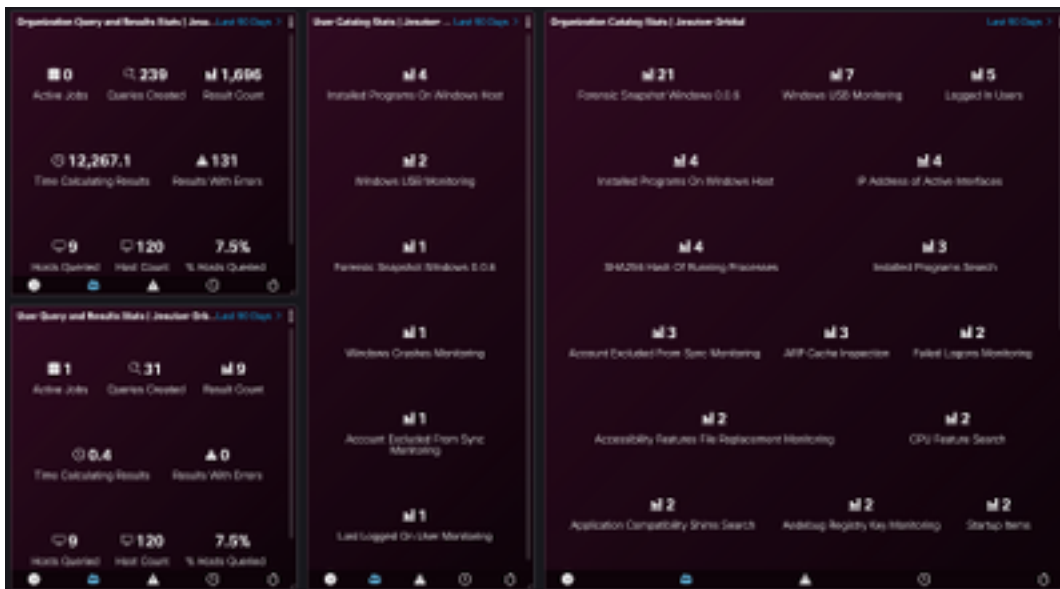 Organization Query and Results Stats | Jesu... Last 90 Days >
0
Active Jobs
239
Queries Created
1,696
Result Count
12,267.1
Time Calculating Results
131
Results With Errors
9
Hosts Queried
120
Host Count
7.5%
% Hosts Queried
User Query and Results Stats | Jesutzer Orb... Last 90 Days >
1
Active Jobs
31
Queries Created
9
Result Count
0.4
Time Calculating Results
0
Results With Errors
9
Hosts Queried
120
Host Count
7.5%
% Hosts Queried
User Catalog Stats | ... Last 90 Days >
4
Installed Programs On Windows Host
2
Windows USB Monitoring
1
Forensic Snapshot Windows 0.0.6
1
Windows Crashes Monitoring
1
Account Excluded From Sync
Monitoring
1
Last Logged On User Monitoring
Organization Catalog Stats | Orbital Last 90 Days >
21
Forensic Snapshot Windows 0.0.6
7
Windows USB Monitoring
5
Logged In Users
4
Installed Programs On Windows Host
4
IP Address of Active Interfaces
4
SHA256 Hash Of Running Processes
3
Installed Programs Search
3
Account Excluded From Sync Monitoring
3
ARP Cache Inspection
2
Failed Logons Monitoring
2
Accessibility Features File Replacement Monitoring
2
CPU Feature Search
2
Application Compatibility Shims Search
2
Aedebug Registry Key Monitoring
2
Startup Items